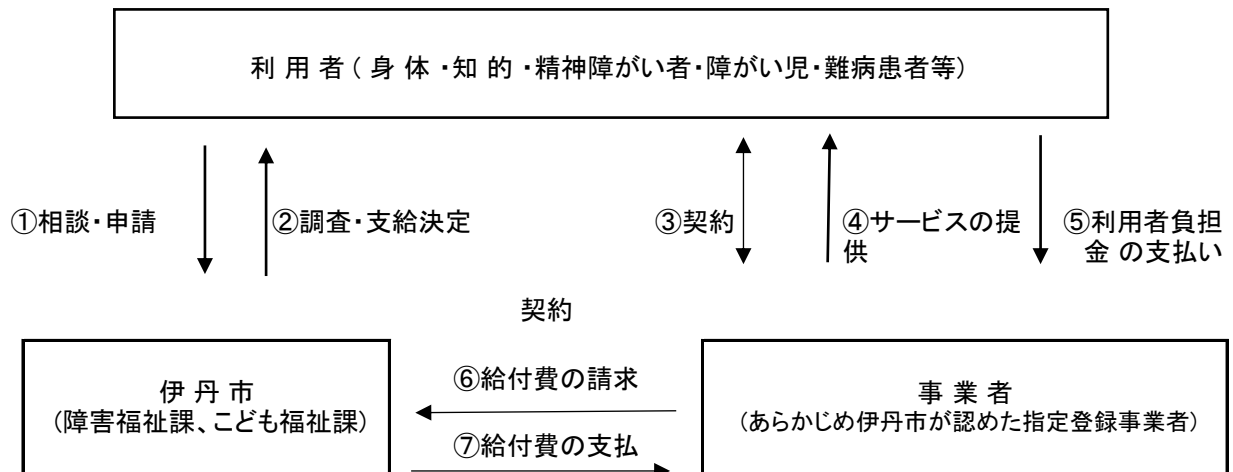 利用者(身体・知的・精神障がい者・障がい児・難病患者等)
①相談・申請
②調査・支給決定
③契約
④サービスの提
供
⑤利用者負担
金の支払い
契約
伊丹市
(障害福祉課、こども福祉課)
⑥給付費の請求
⑦給付費の支払
事業者
(あらかじめ伊丹市が認めた指定登録事業者)